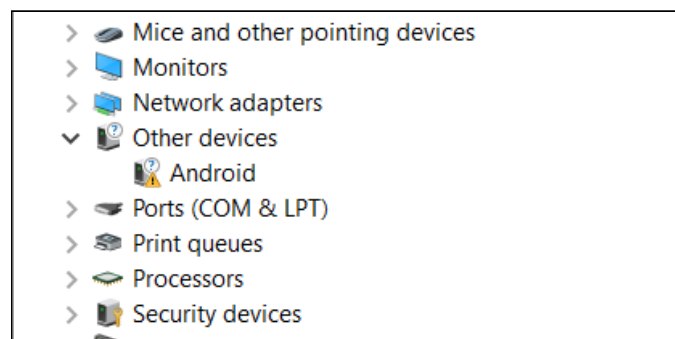 Mice and other pointing devices
Monitors
Network adapters
Other devices
Android
Ports (COM & LPT)
Print queues
Processors
Security devices